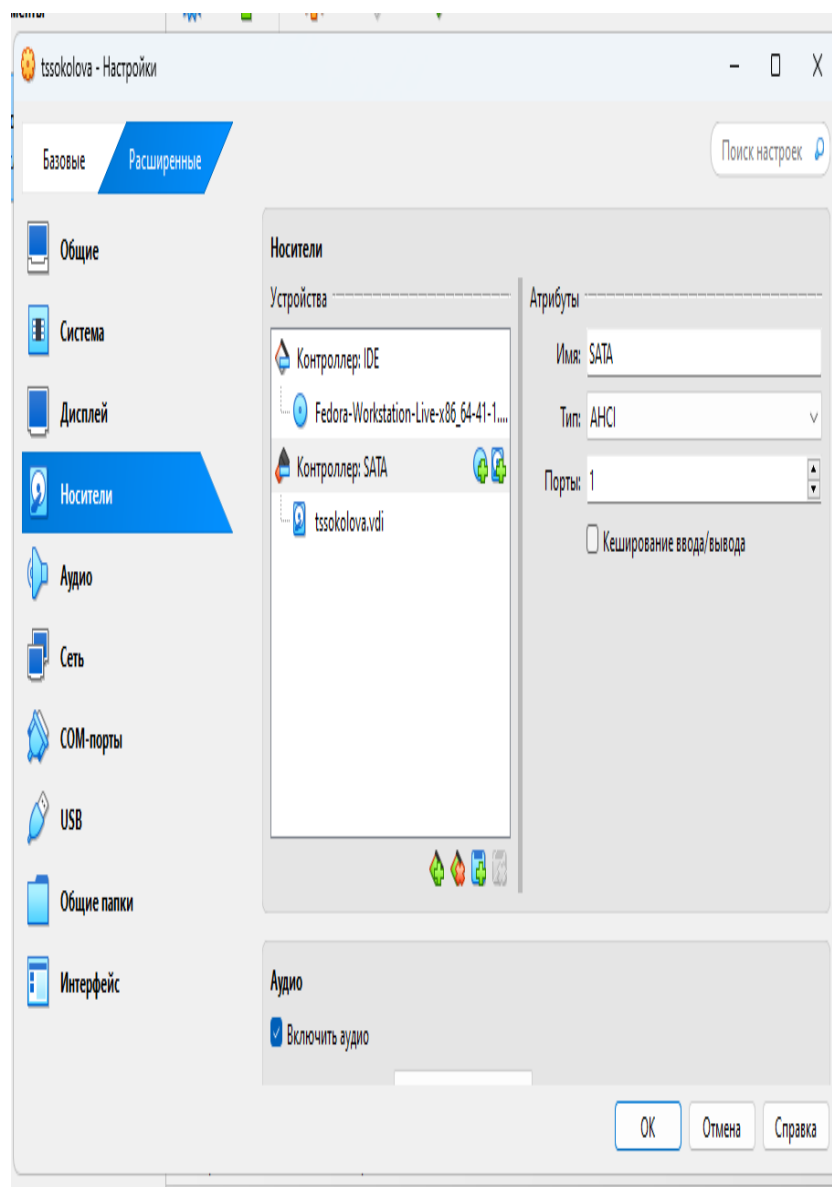 tssokolova - Настройки
Базовые
Расширенные
Поиск настроек
Общие
Система
Дисплей
Носители
Аудио
Сеть
COM-порты
USB
Общие папки
Интерфейс
Носители
Устройства
Контроллер: IDE
Fedora-Workstation-Live-x86_64-41-1....
Контроллер: SATA
tssokolova.vdi
Атрибуты
Имя: SATA
Тип: AHCI
Порты: 1
Кеширование ввода/вывода
Аудио
Включить аудио
OK
Отмена
Справка